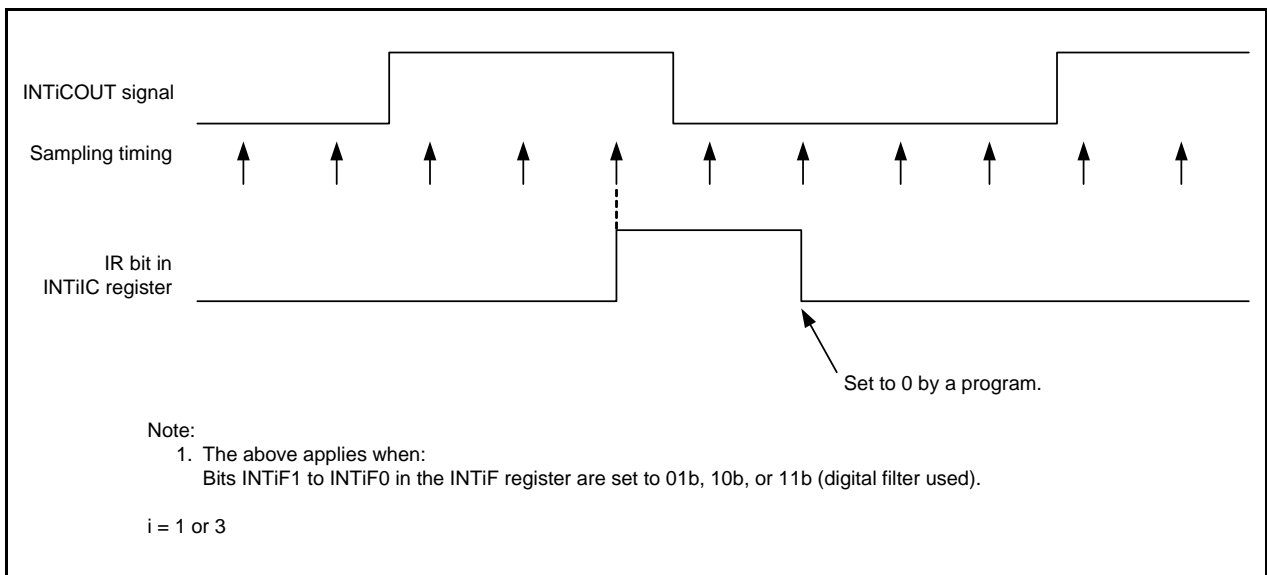 INTiCOUT signal
Sampling timing
IR bit in
INTiIC register
Set to 0 by a program.
Note:
1. The above applies when:
Bits INTiF1 to INTiF0 in the INTiF register are set to 01b, 10b, or 11b (digital filter used).
i = 1 or 3